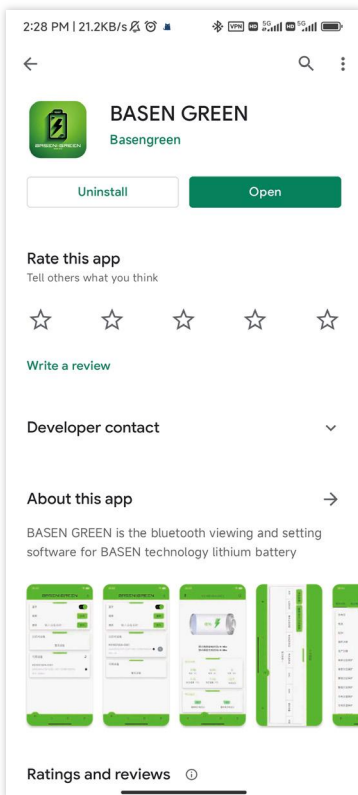 2:28 PM | 21.2KB/s
VPN HD 5G HD 5G
BASEN GREEN
BASEN-GREEN
Basengreen
Uninstall
Open
Rate this app
Tell others what you think
Write a review
Developer contact
About this app
BASEN GREEN is the bluetooth viewing and setting
software for BASEN technology lithium battery
Ratings and reviews